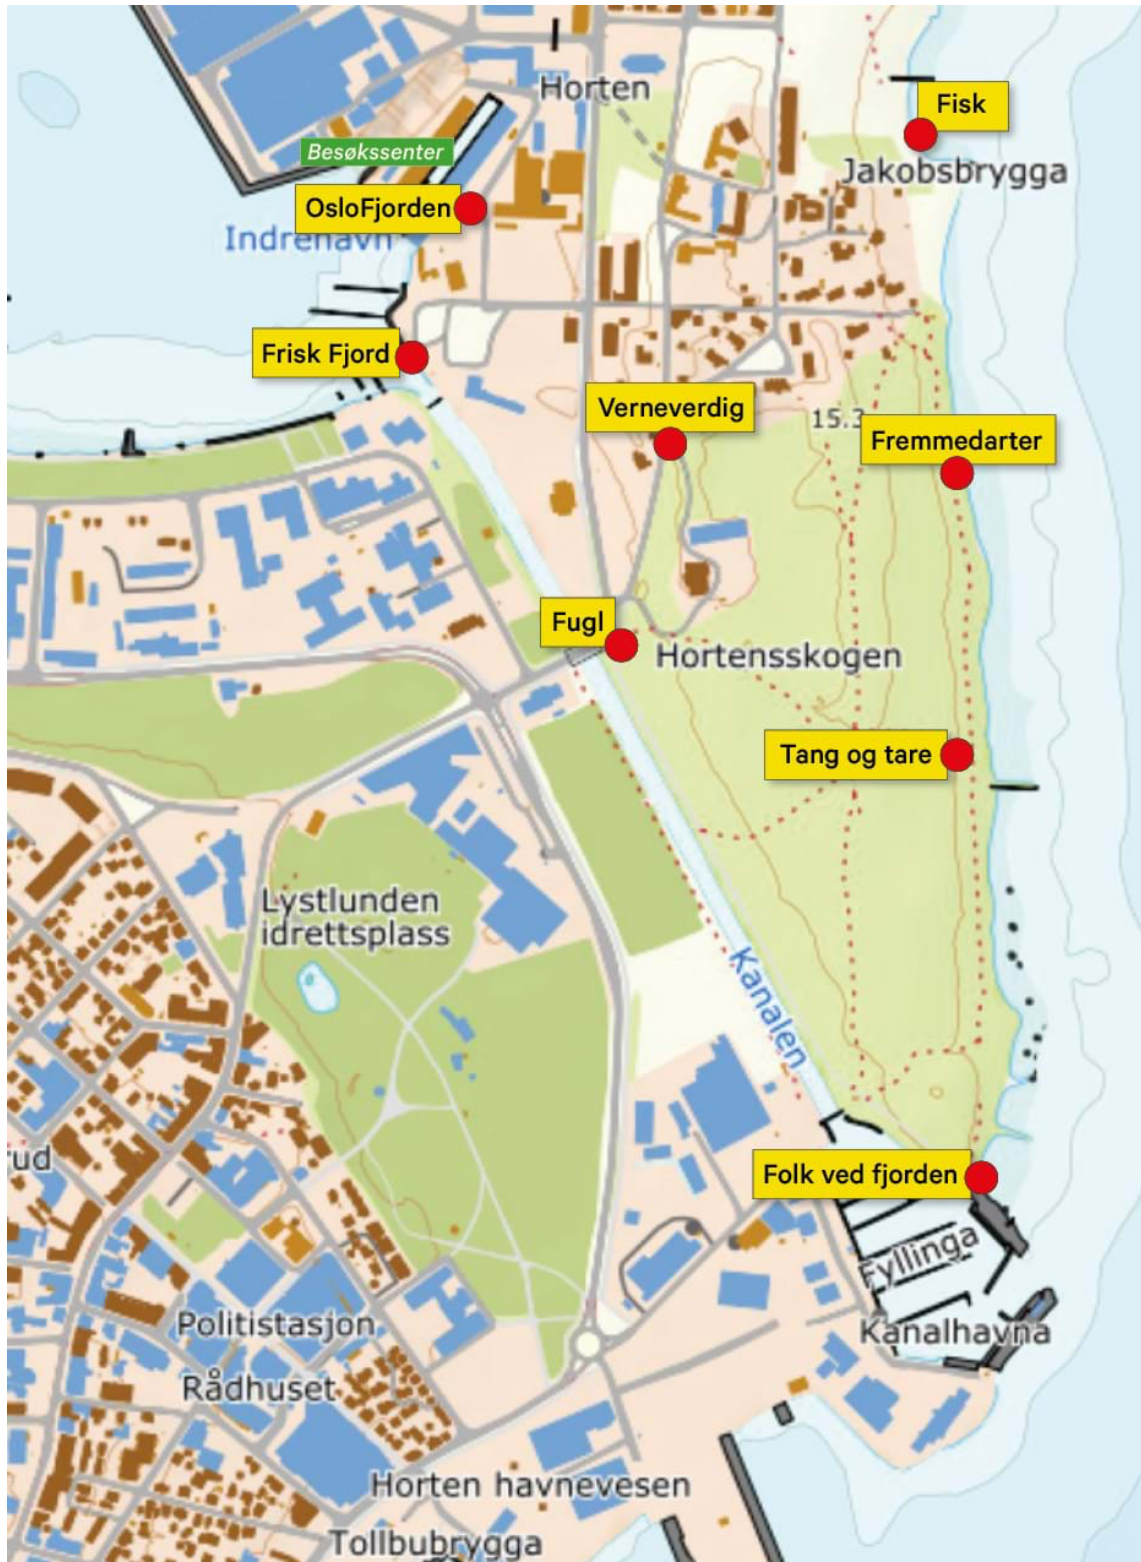 Horten
Fisk
Jakobsbrygga
Besøkssenter
OsloFjorden
Indrehavn
Frisk Fjord
Verneverdig
15.3
Fremmedarter
Fugl
Hortensskogen
Tang og tare
Lystlunden
idrettsplass
Kanalen
ud
Folk ved fjorden
Fyllinga
Kanalhavna
Politistasjon
Rådhuset
Horten havnevesen
Tollbubrygga